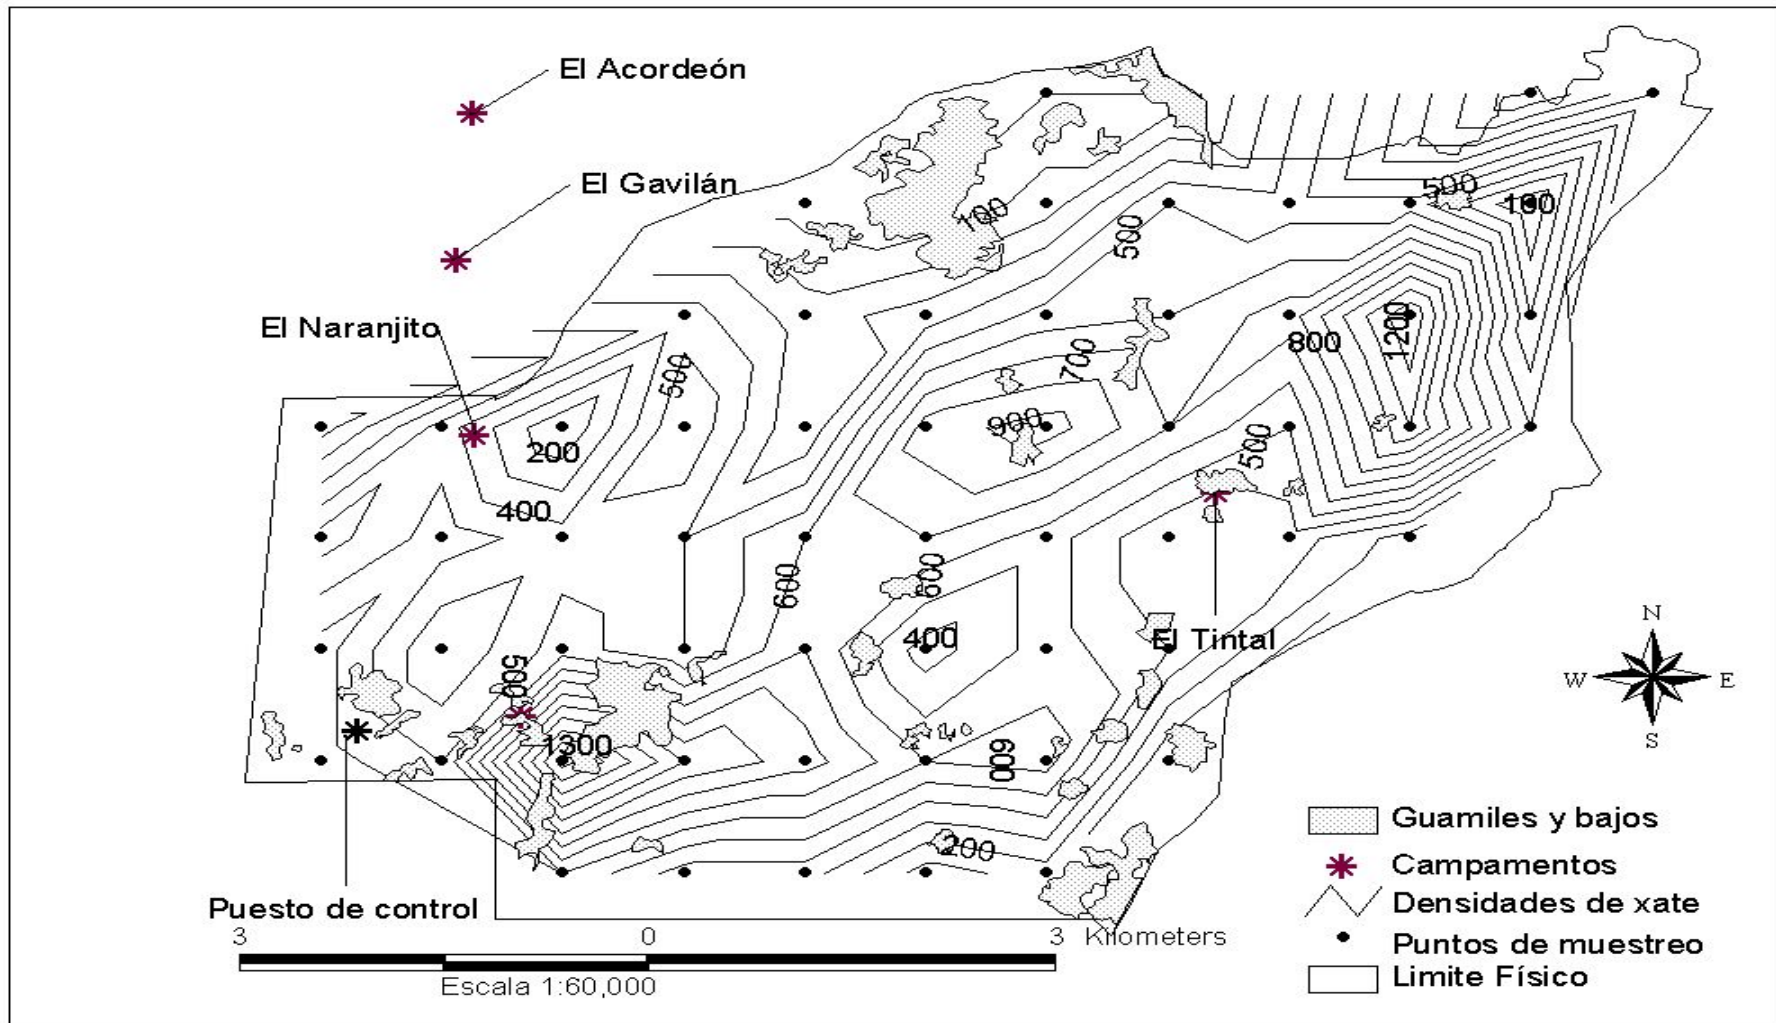 El Acordeón
El Gavilán
500
100
100
500
El Naranjito
1200
800
700
500
900
200
500
400
600
600
400
El Tintal
N
W E
S
500
1300
600
200
Guamiles y bajos
Campamentos
Densidades de xate
Puntos de muestreo
Limite Físico
Puesto de control
3 0 3 Kilometers
Escala 1:60,000